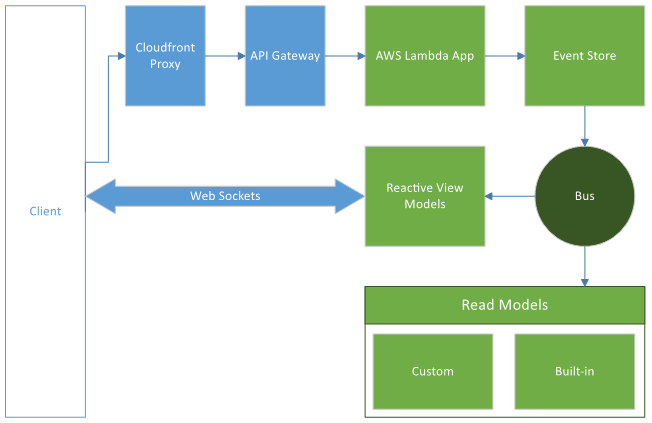 Cloudfront
Proxy
API Gateway
AWS Lambda App
Event Store
Client
Web Sockets
Reactive View
Models
Bus
Read Models
Custom
Built-in